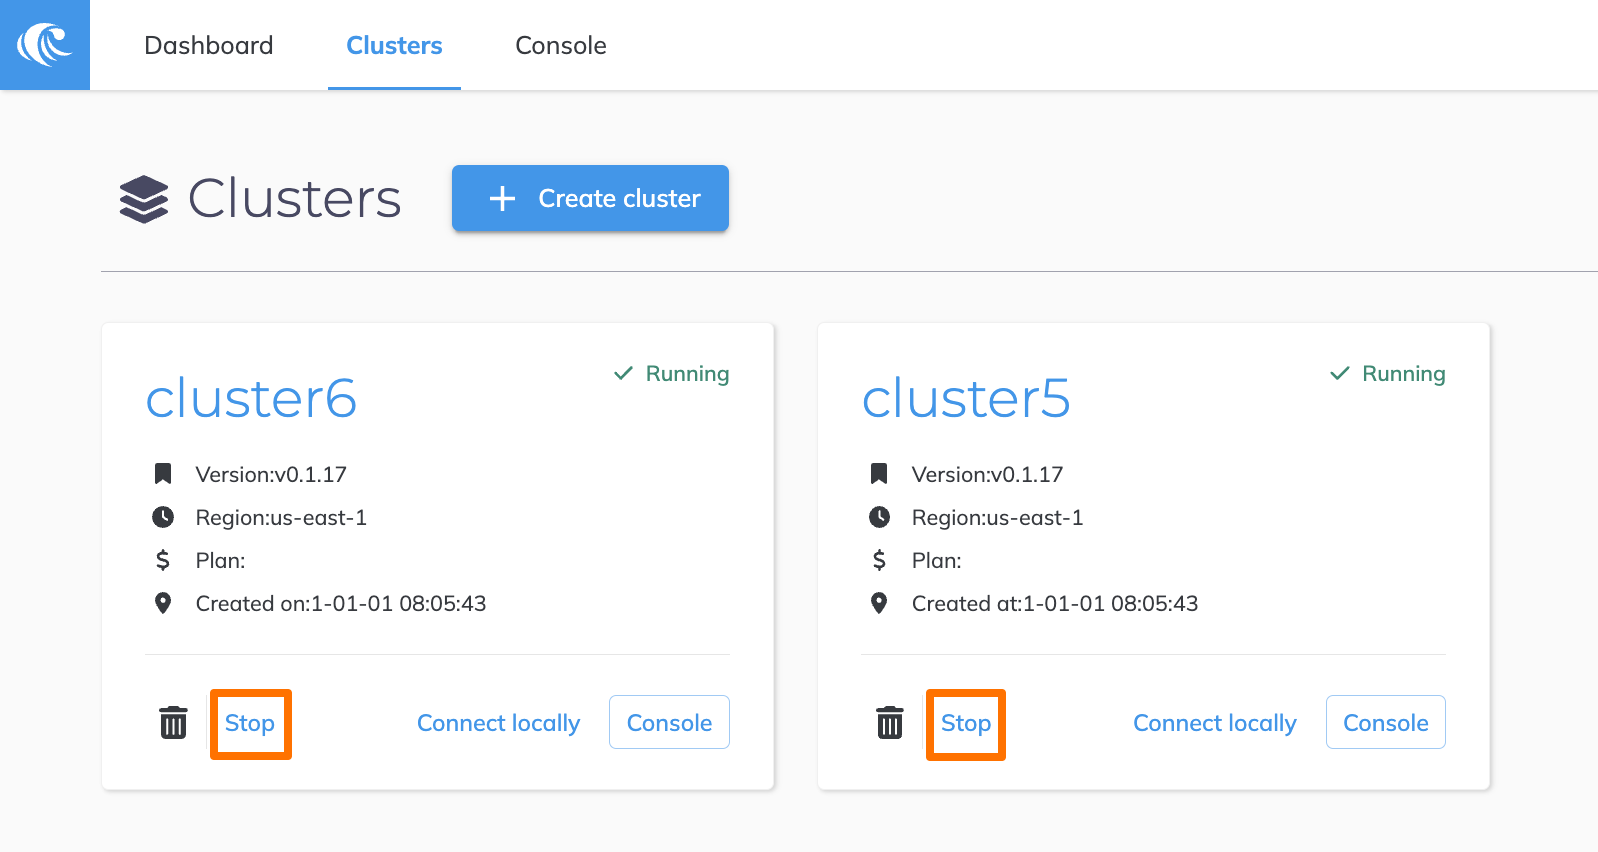 Dashboard
Clusters
Console
Clusters
Create cluster
cluster6
Running
Version:v0.1.17
Region:us-east-1
Plan:
Created on:1-01-01 08:05:43
Stop
Connect locally
Console
cluster5
Running
Version:v0.1.17
Region:us-east-1
Plan:
Created at:1-01-01 08:05:43
Stop
Connect locally
Console